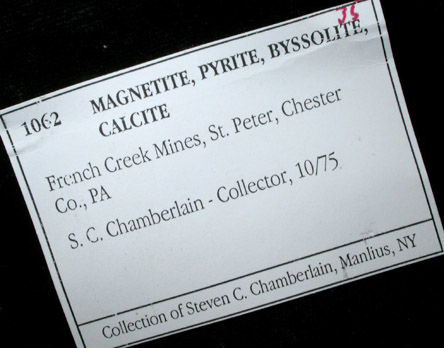 35
1062 MAGNETITE, PYRITE, BYSSOLITE,
CALCITE
French Creek Mines, St. Peter, Chester
Co., PA
S. C. Chamberlain - Collector, 10/75
Collection of Steven C. Chamberlain, Manlius, NY